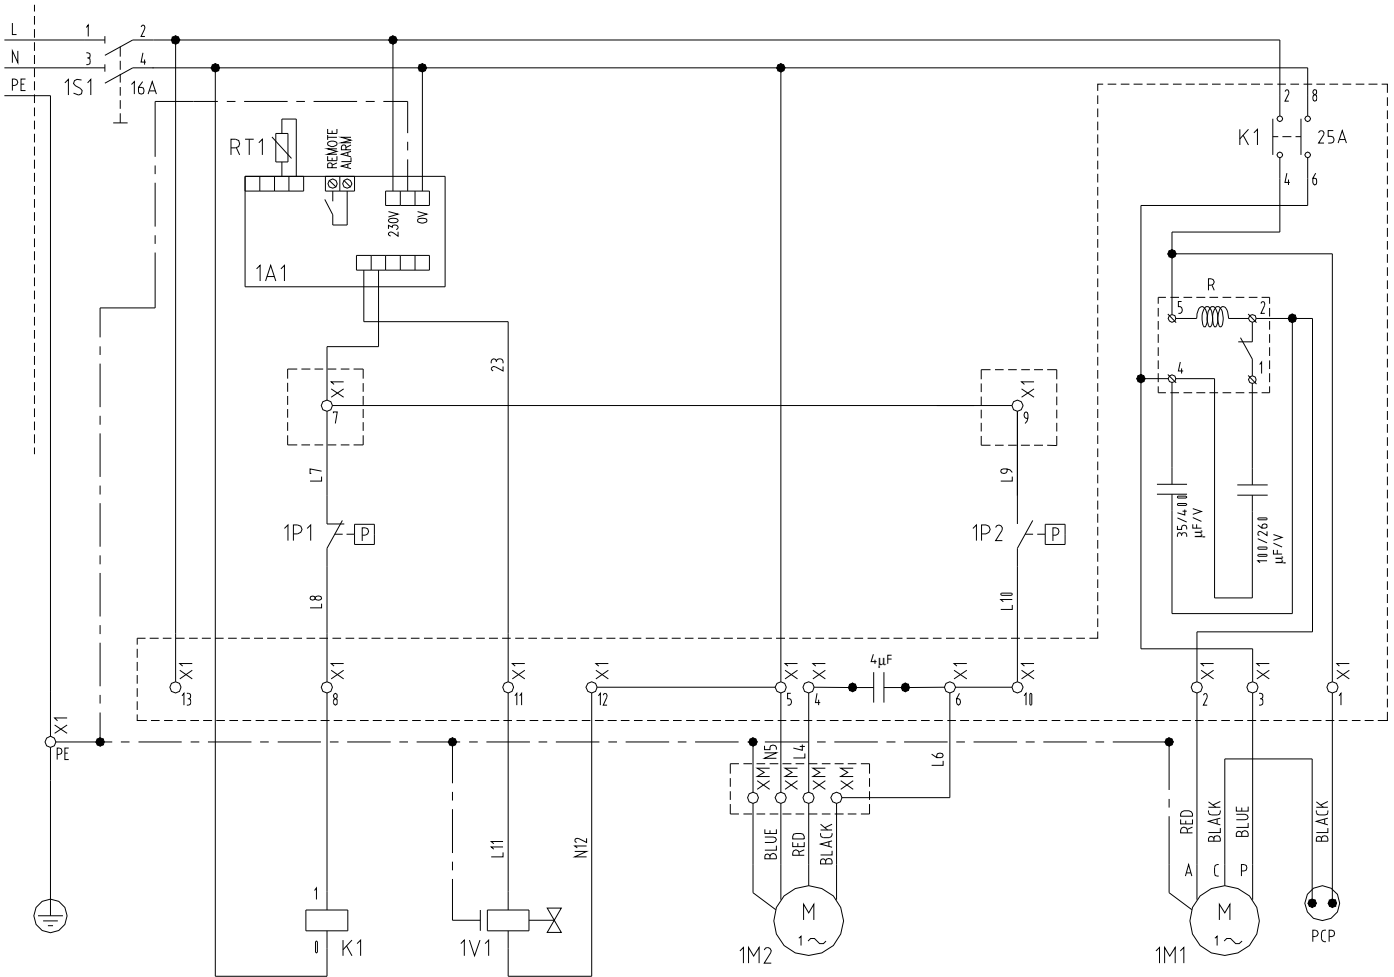 L 1 2
N 3 4
PE 1S1 16A
2 8
K1 25A
4 6
RT1
REMOTE
ALARM
230V 0V
1A1
R
5 2
4 1
23
X1 X1
7 9
L7 L9
35/400
µF/V
100/260
µF/V
1P1 P
1P2 P
L8 L10
4µF
X1 X1 X1 X1 X1 X1 X1 X1 X1 X1 X1
13 8 11 12 5 4 6 10 2 3 1
X1
PE
N5 L4 L6
XM XM XM XM
L11 N12
BLUE RED BLACK
RED BLACK BLUE BLACK
A C P
1
0 K1
1V1
M
1~
1M2
M
1~
1M1
PCP